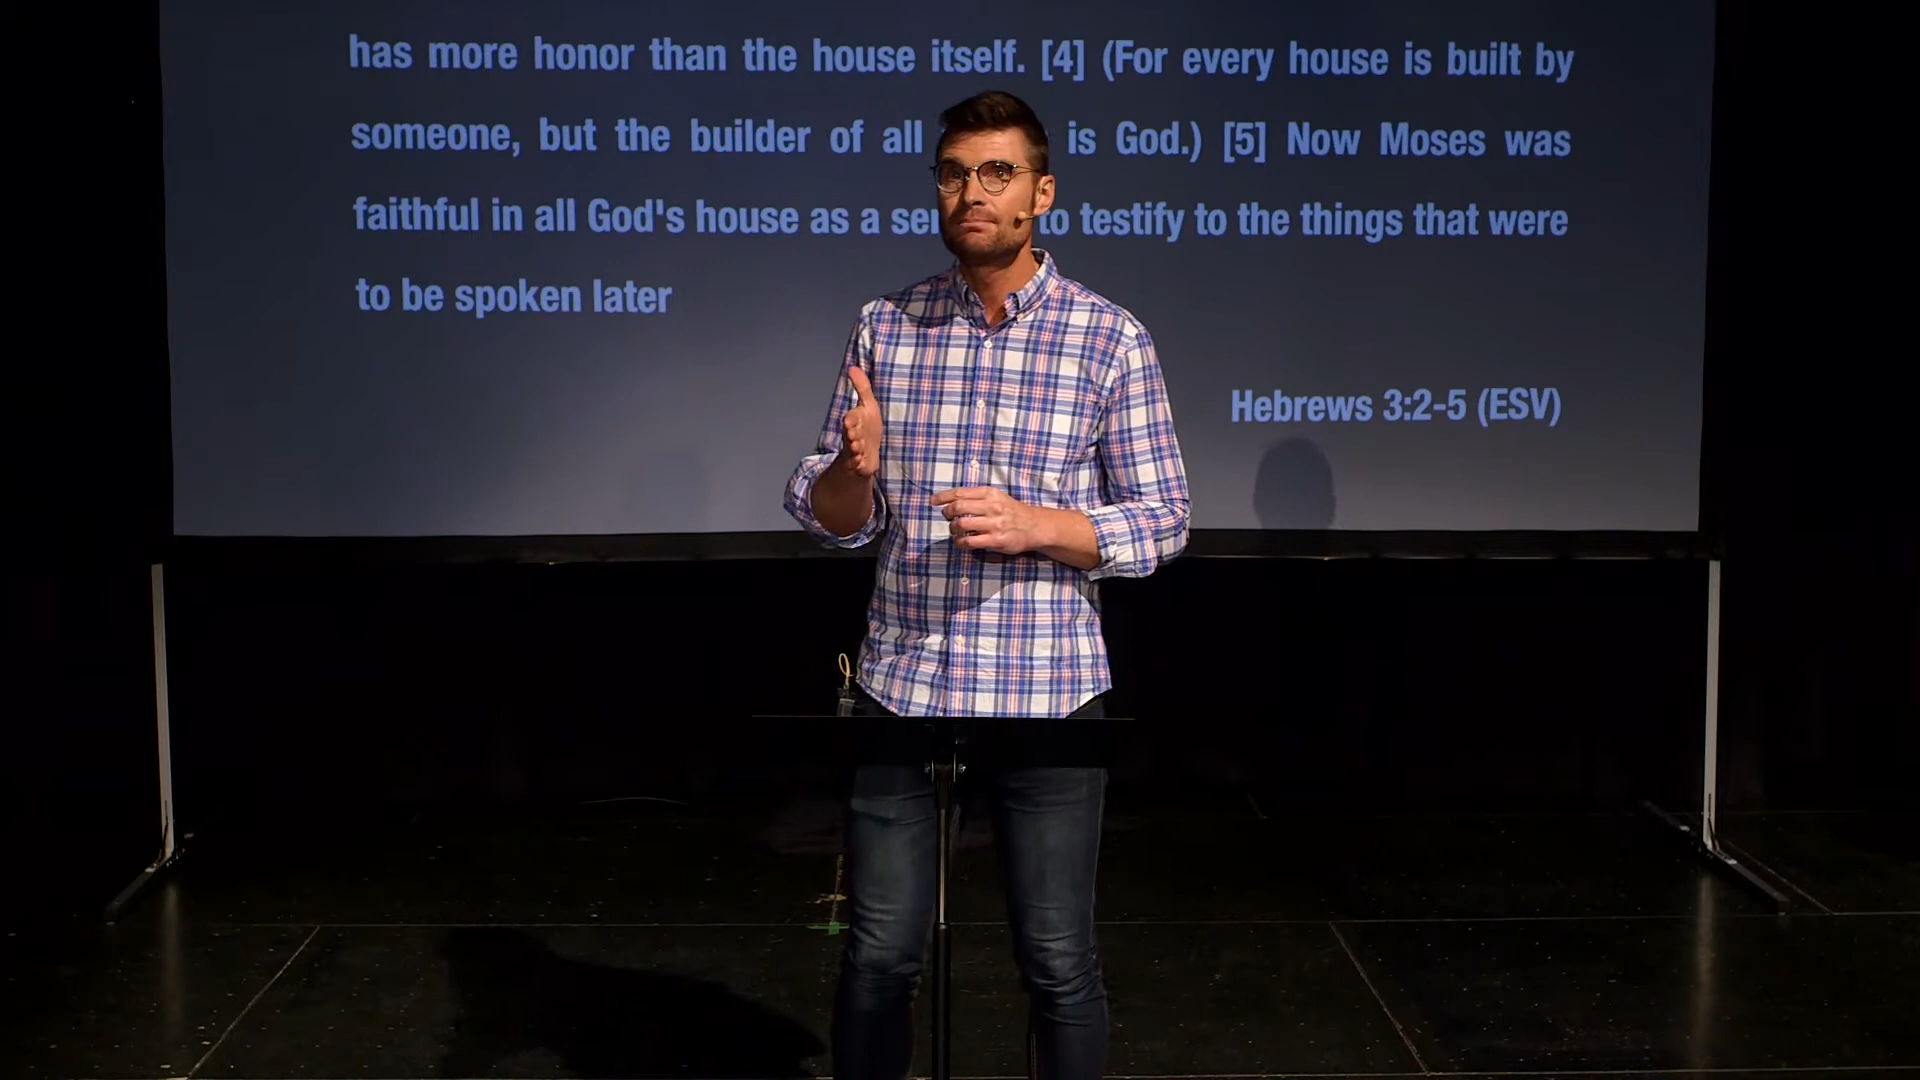 has more honor than the house itself. [4] (For every house is built by
someone, but the builder of all is God.) [5] Now Moses was
faithful in all God's house as a to testify to the things that were
to be spoken later
Hebrews 3:2-5 (ESV)